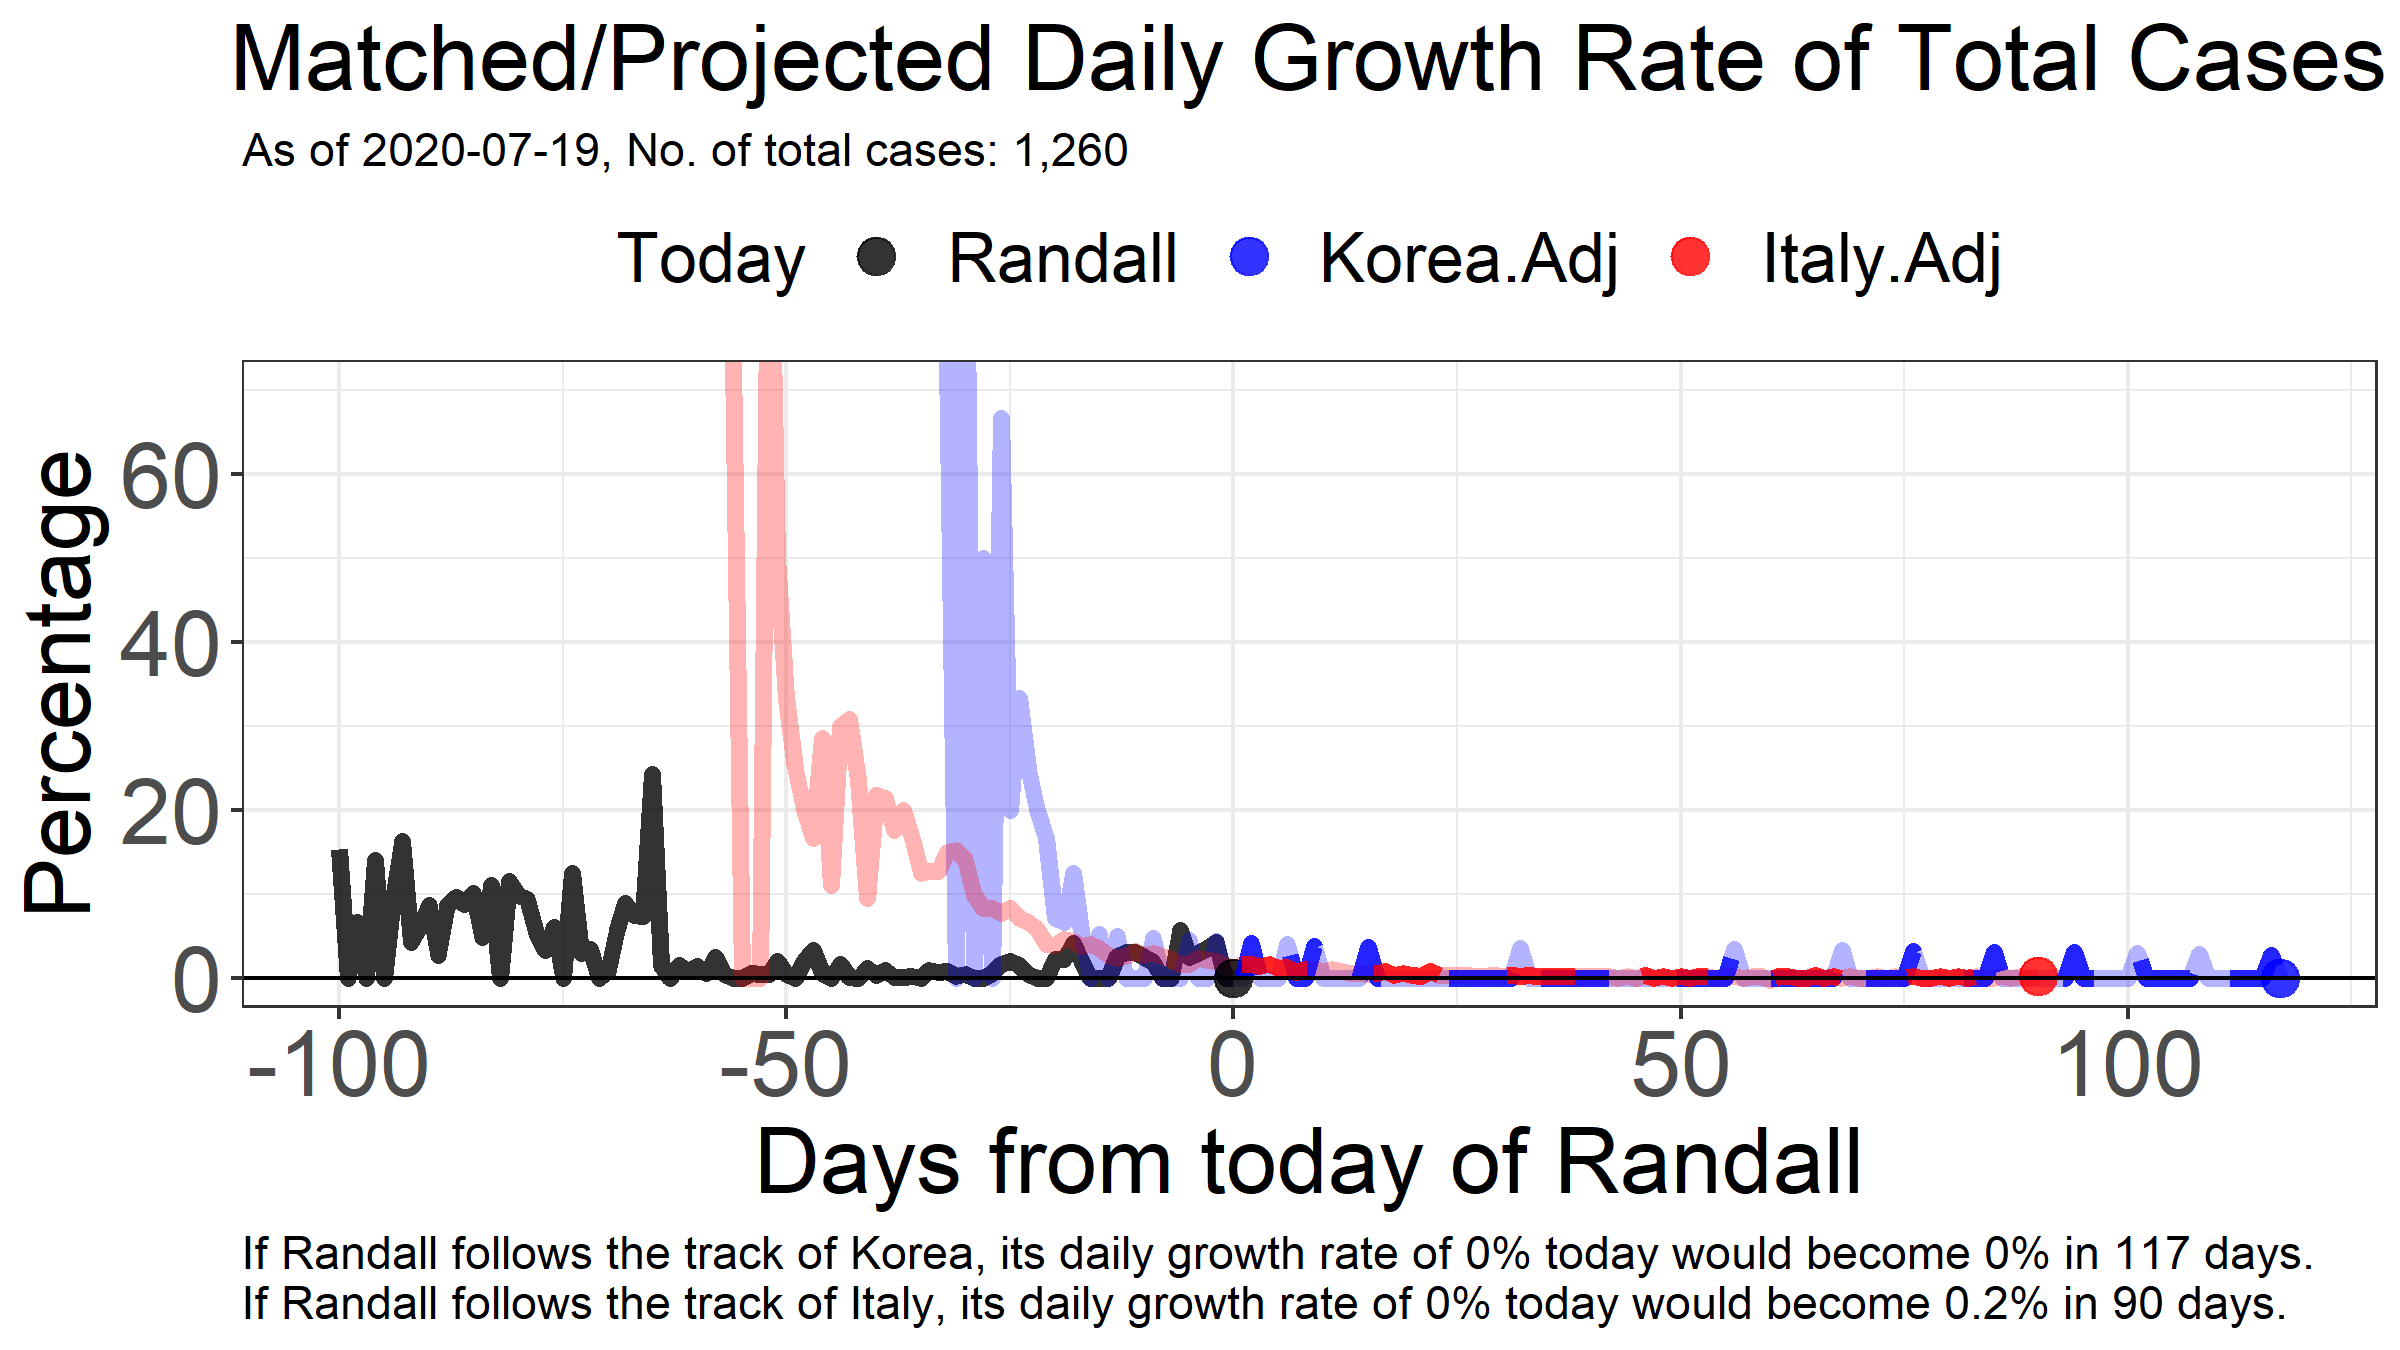 Matched/Projected Daily Growth Rate of Total Cases
As of 2020-07-19, No. of total cases: 1,260
Today Randall Korea.Adj Italy.Adj
Percentage
60
40
20
0
-100 -50 0 50 100
Days from today of Randall
If Randall follows the track of Korea, its daily growth rate of 0% today would become 0% in 117 days.
If Randall follows the track of Italy, its daily growth rate of 0% today would become 0.2% in 90 days.